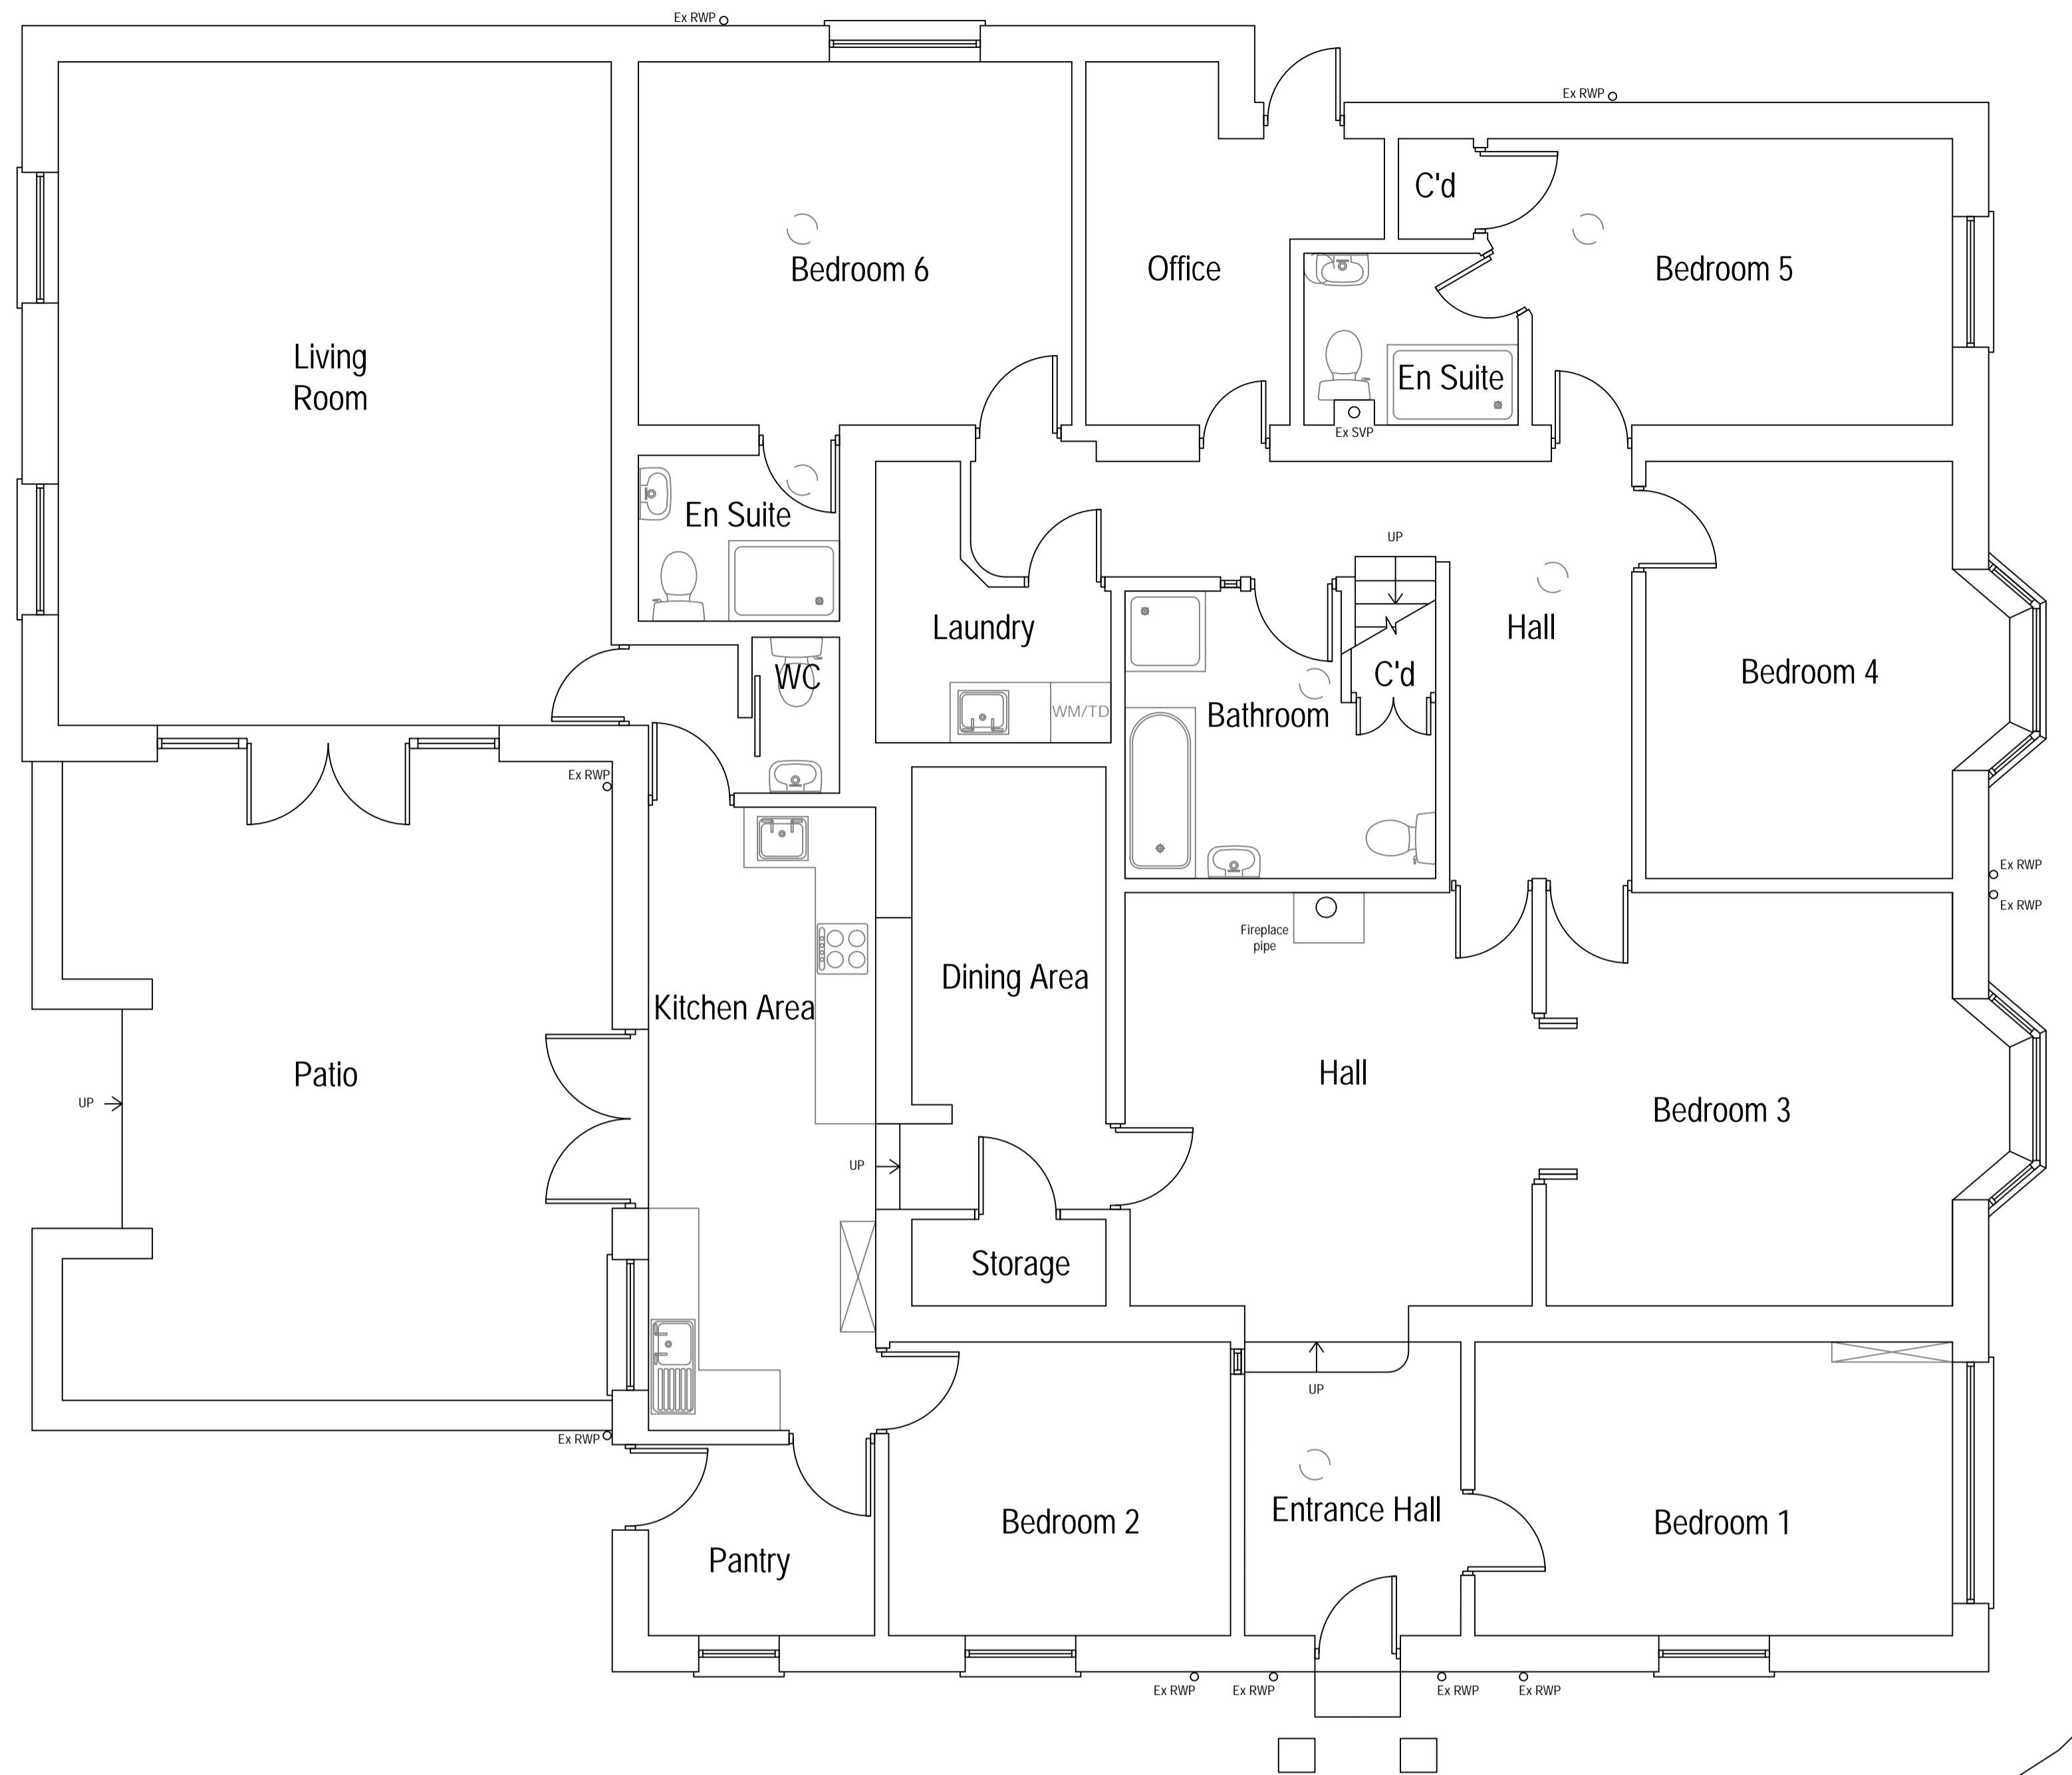 Ex RWP
Ex RWP
C'd
Bedroom 6
Office
Bedroom 5
Living
Room
En Suite
Ex SVP
En Suite
UP
Laundry
Hall
WC
C'd
Bedroom 4
WM/TD
Bathroom
Ex RWP
Ex RWP
Ex RWP
Fireplace
pipe
Dining Area
Kitchen Area
Patio
Hall
UP
Bedroom 3
UP
Storage
UP
Ex RWP
Entrance Hall
Bedroom 2
Bedroom 1
Pantry
Ex RWP
Ex RWP
Ex RWP
Ex RWP